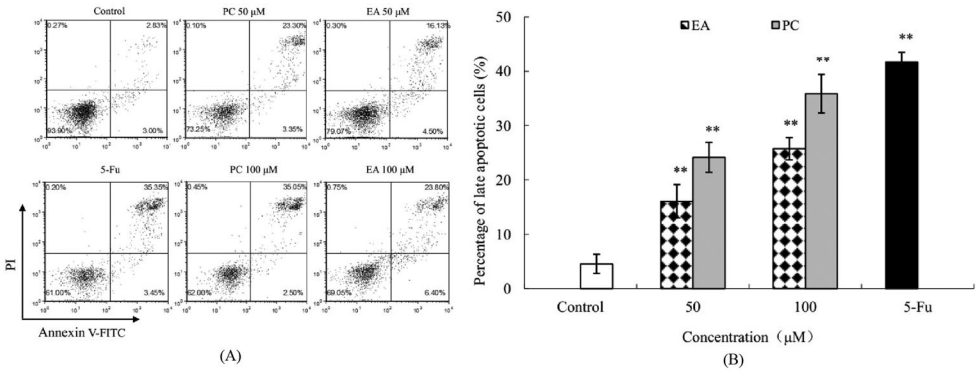 Control
0.27%
2.83%
93.90%
3.00%
PC 50 μM
0.10%
23.30%
73.25%
3.35%
EA 50 μM
0.30%
16.13%
79.07%
4.50%
5-Fu
0.20%
35.35%
61.00%
3.45%
PC 100 μM
0.45%
35.05%
62.00%
2.50%
EA 100 μM
0.75%
23.80%
69.05%
6.40%
PI
Annexin V-FITC
(A)
EA
PC
Percentage of late apoptotic cells (%)
50
40
30
20
10
0
**
**
**
**
**
Control
50
100
5-Fu
Concentration（μM）
(B)